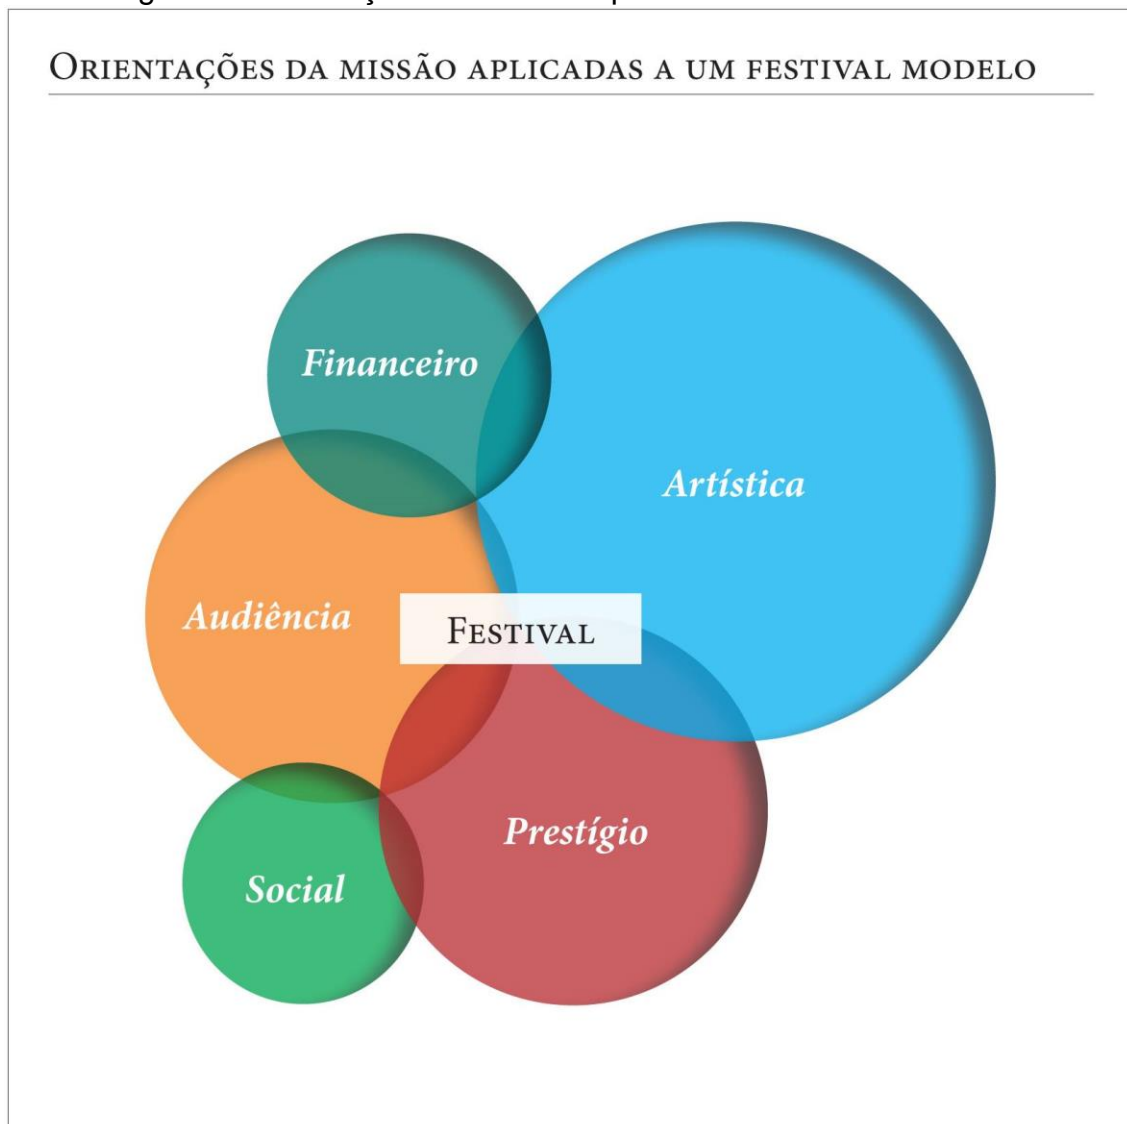 ORIENTAÇÕES DA MISSÃO APLICADAS A UM FESTIVAL MODELO
Financeiro
Artística
Audiência
FESTIVAL
Prestígio
Social